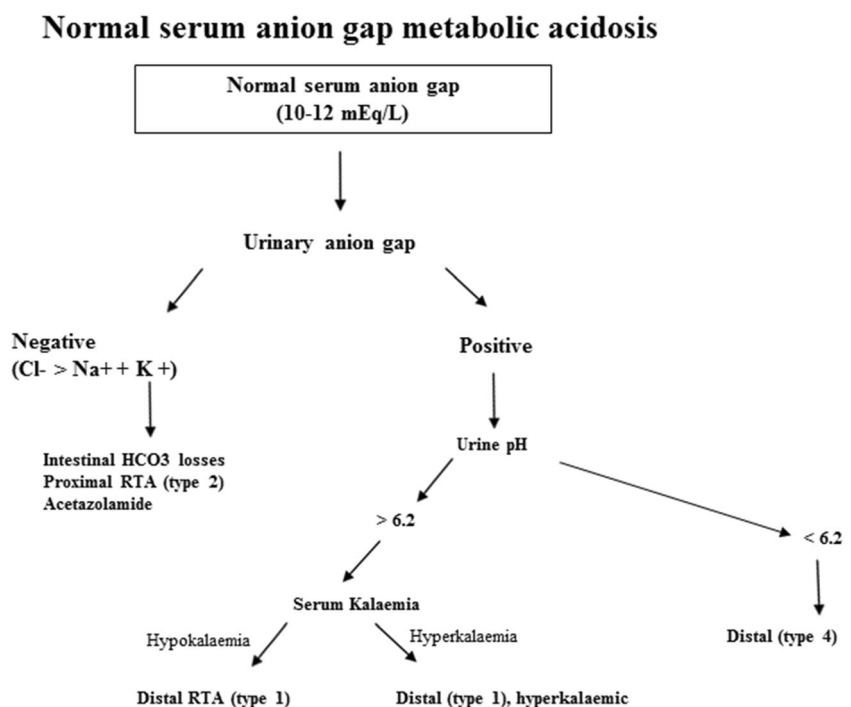 Normal serum anion gap metabolic acidosis
Normal serum anion gap
(10-12 mEq/L)
Urinary anion gap
Negative
(Cl- > Na++ K+)
Positive
Intestinal HCO3 losses
Proximal RTA (type 2)
Acetazolamide
Urine pH
> 6.2
< 6.2
Serum Kalaemia
Hypokalaemia
Hyperkalaemia
Distal (type 4)
Distal RTA (type 1)
Distal (type 1), hyperkalaemic